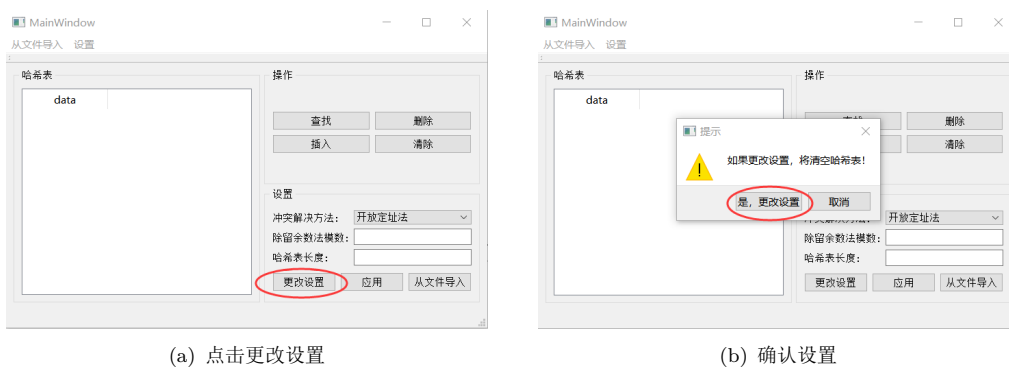 MainWindow
从文件导入 设置
哈希表
data
操作
查找 删除
插入 清除
设置
冲突解决方法： 开放定址法
除留余数法模数：
哈希表长度：
更改设置 应用 从文件导入
(a) 点击更改设置
MainWindow
从文件导入 设置
哈希表
data
操作
删除
清除
提示
如果更改设置，将清空哈希表！
是，更改设置 取消
开放定址法
除留余数法模数：
哈希表长度：
更改设置 应用 从文件导入
(b) 确认设置